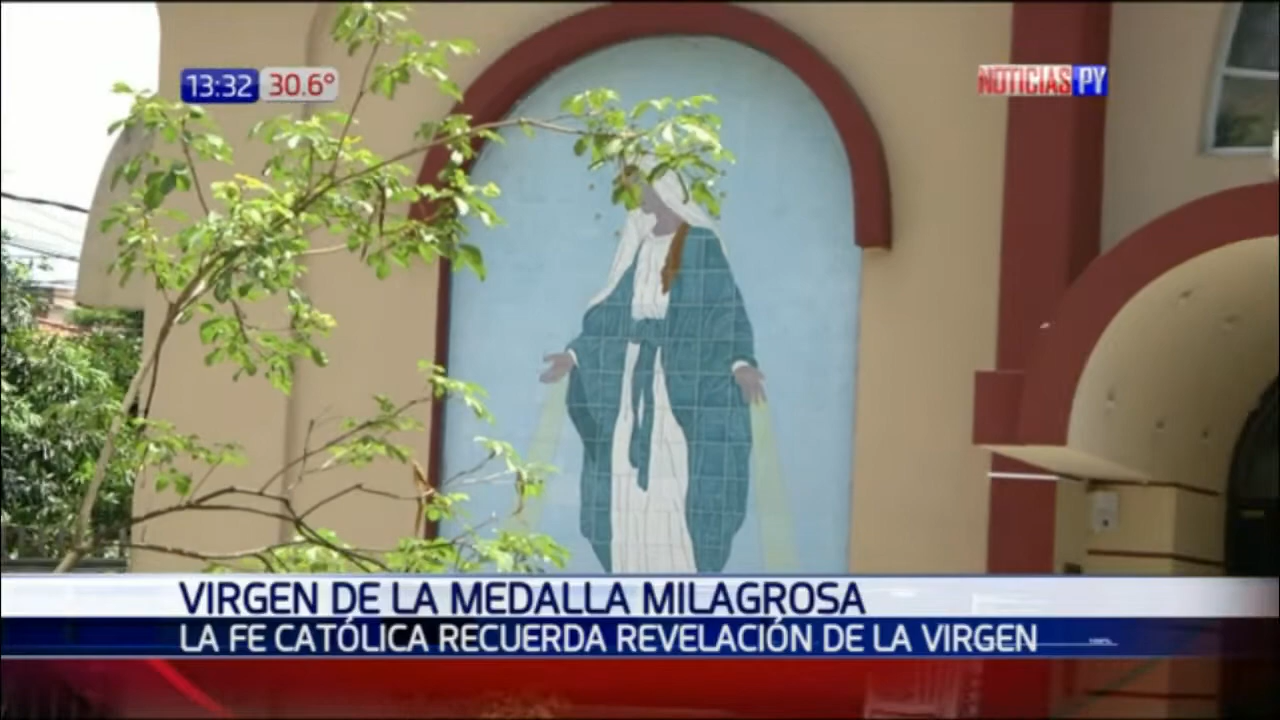 13:32 30.6°
NOTICIAS PY
VIRGEN DE LA MEDALLA MILAGROSA
LA FE CATÓLICA RECUERDA REVELACIÓN DE LA VIRGEN